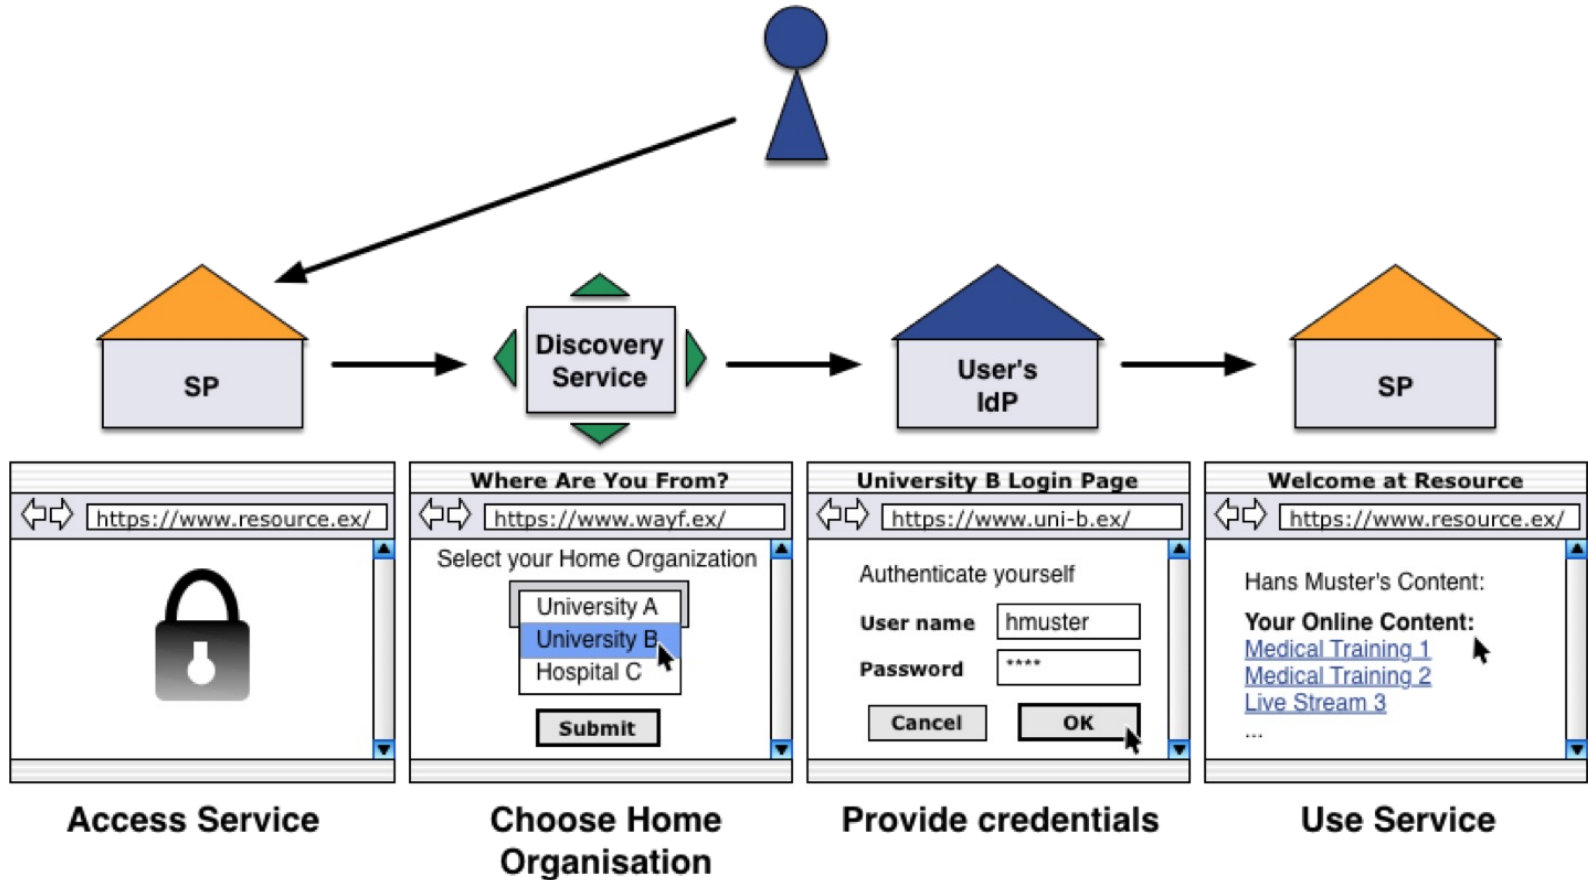 SP
Discovery
Service
User's
IdP
SP
https://www.resource.ex/
Where Are You From?
https://www.wayf.ex/
Select your Home Organization
University A
University B
Hospital C
Submit
University B Login Page
https://www.uni-b.ex/
Authenticate yourself
User name hmuster
Password ****
Cancel OK
Welcome at Resource
https://www.resource.ex/
Hans Muster's Content:
Your Online Content:
Medical Training 1
Medical Training 2
Live Stream 3
...
Access Service
Choose Home
Organisation
Provide credentials
Use Service